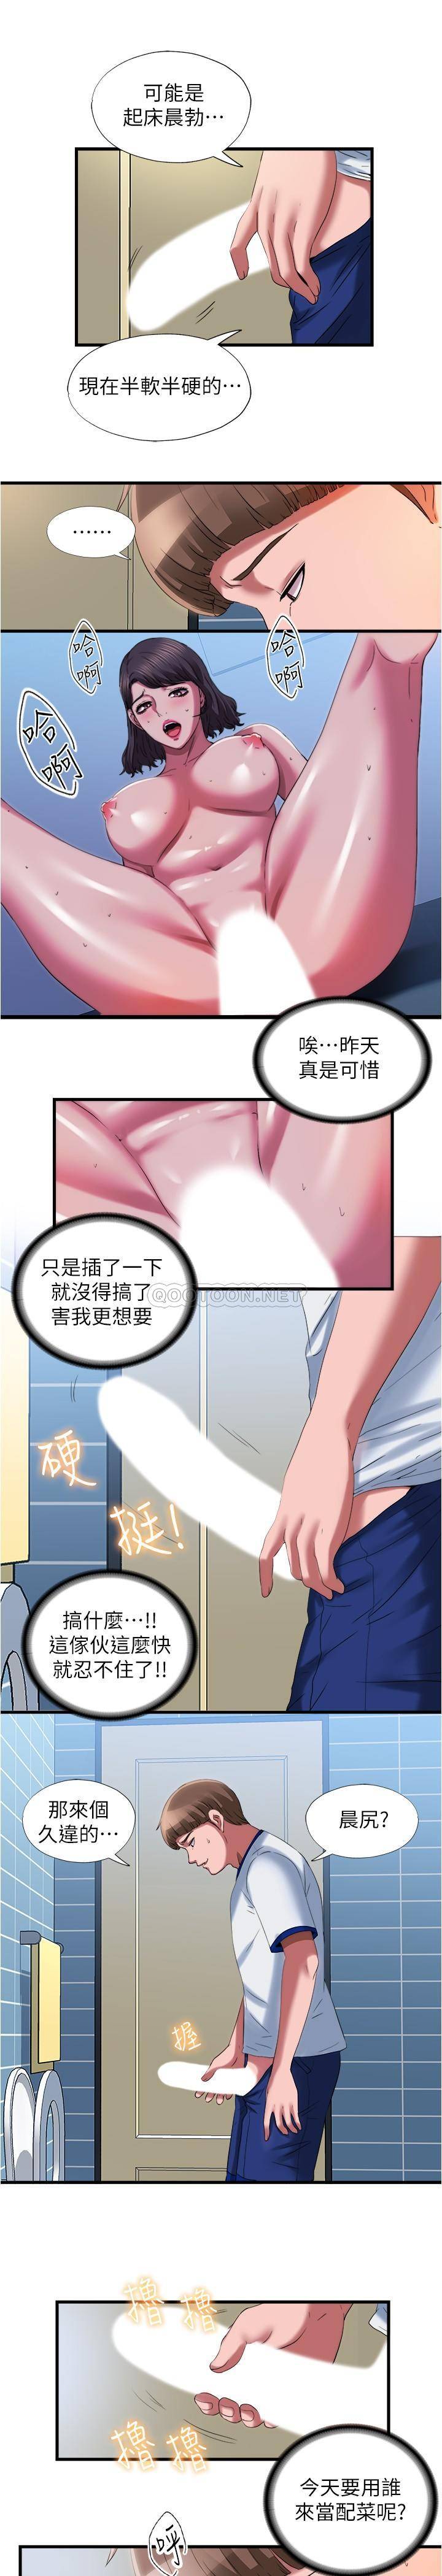 可能是
起床晨勃⋯
現在半軟半硬的⋯
⋯⋯
哈啊
哈啊
哈啊
唉⋯昨天
真是可惜
只是插了一下
就沒得搞了
害我更想要
QOOTOON.NET
硬
挺!
搞什麼⋯!!
這傢伙這麼快
就忍不住了!!
那來個
久違的⋯
晨尻?
握
擼擼
擼擼
今天要用誰
來當配菜呢?
呼